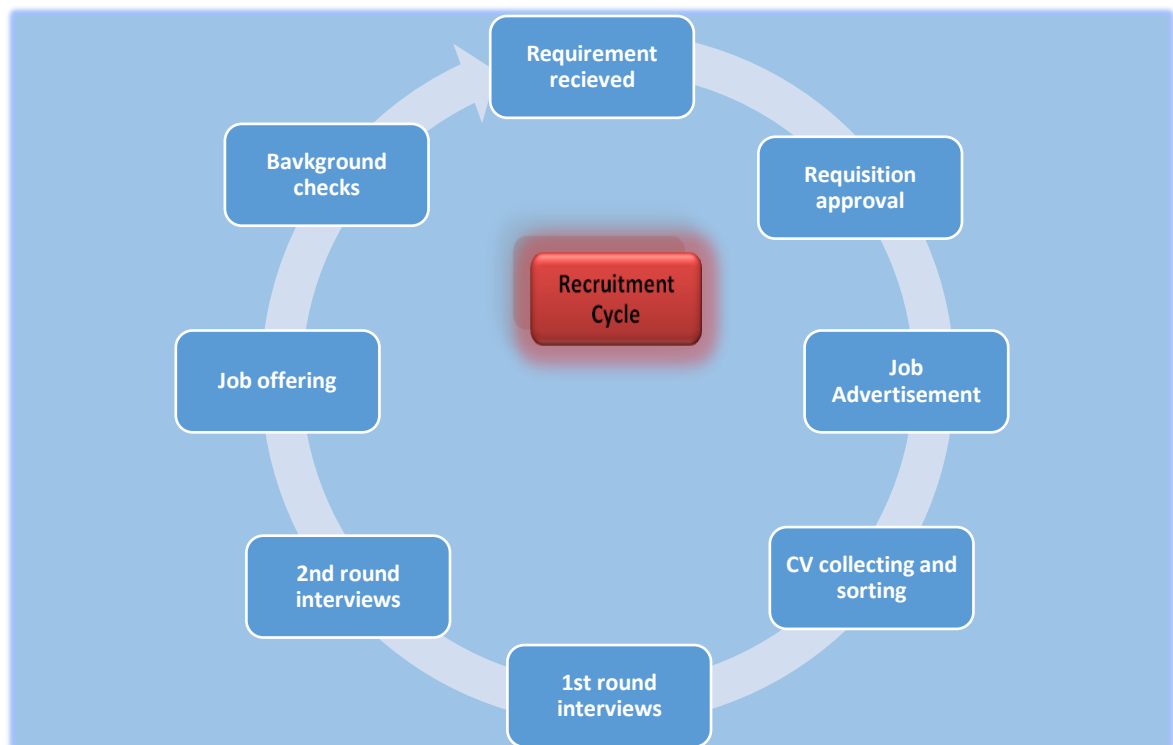 Requirement
recieved
Requisition
approval
Job
Advertisement
CV collecting and
sorting
1st round
interviews
2nd round
interviews
Job offering
Bavkground
checks
Recruitment
Cycle